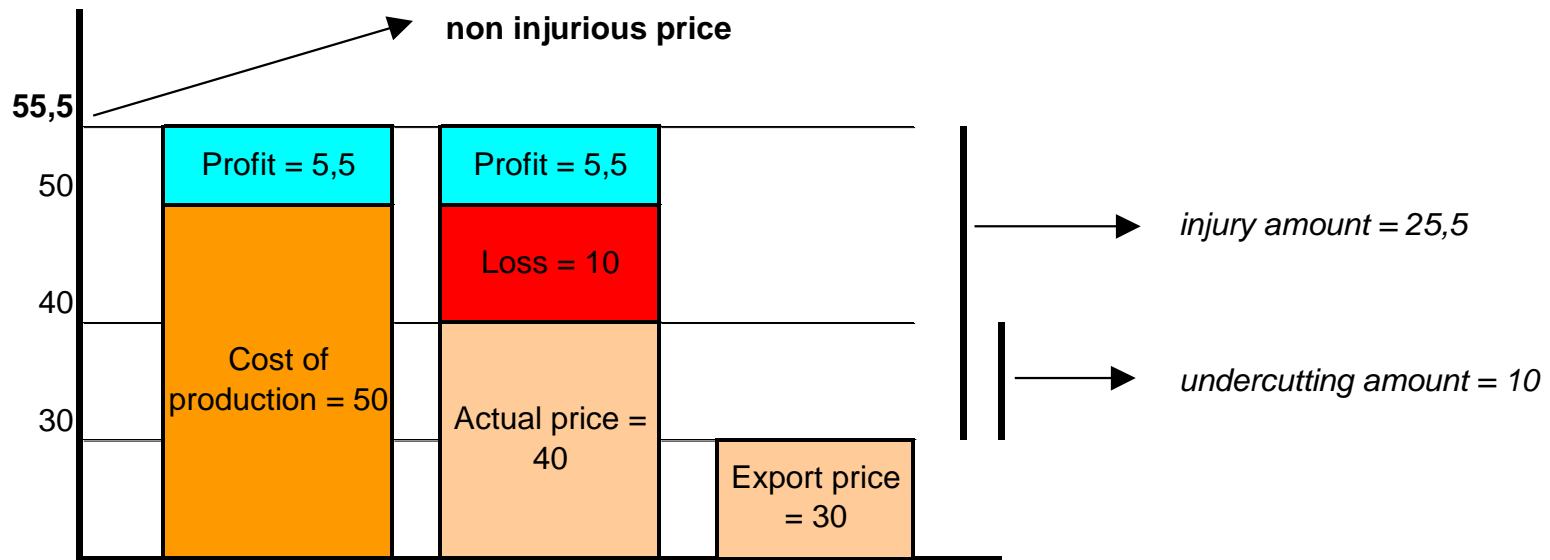 non injurious price
55,5
50
40
30
Profit = 5,5
Cost of
production = 50
Profit = 5,5
Loss = 10
Actual price =
40
Export price
= 30
injury amount = 25,5
undercutting amount = 10